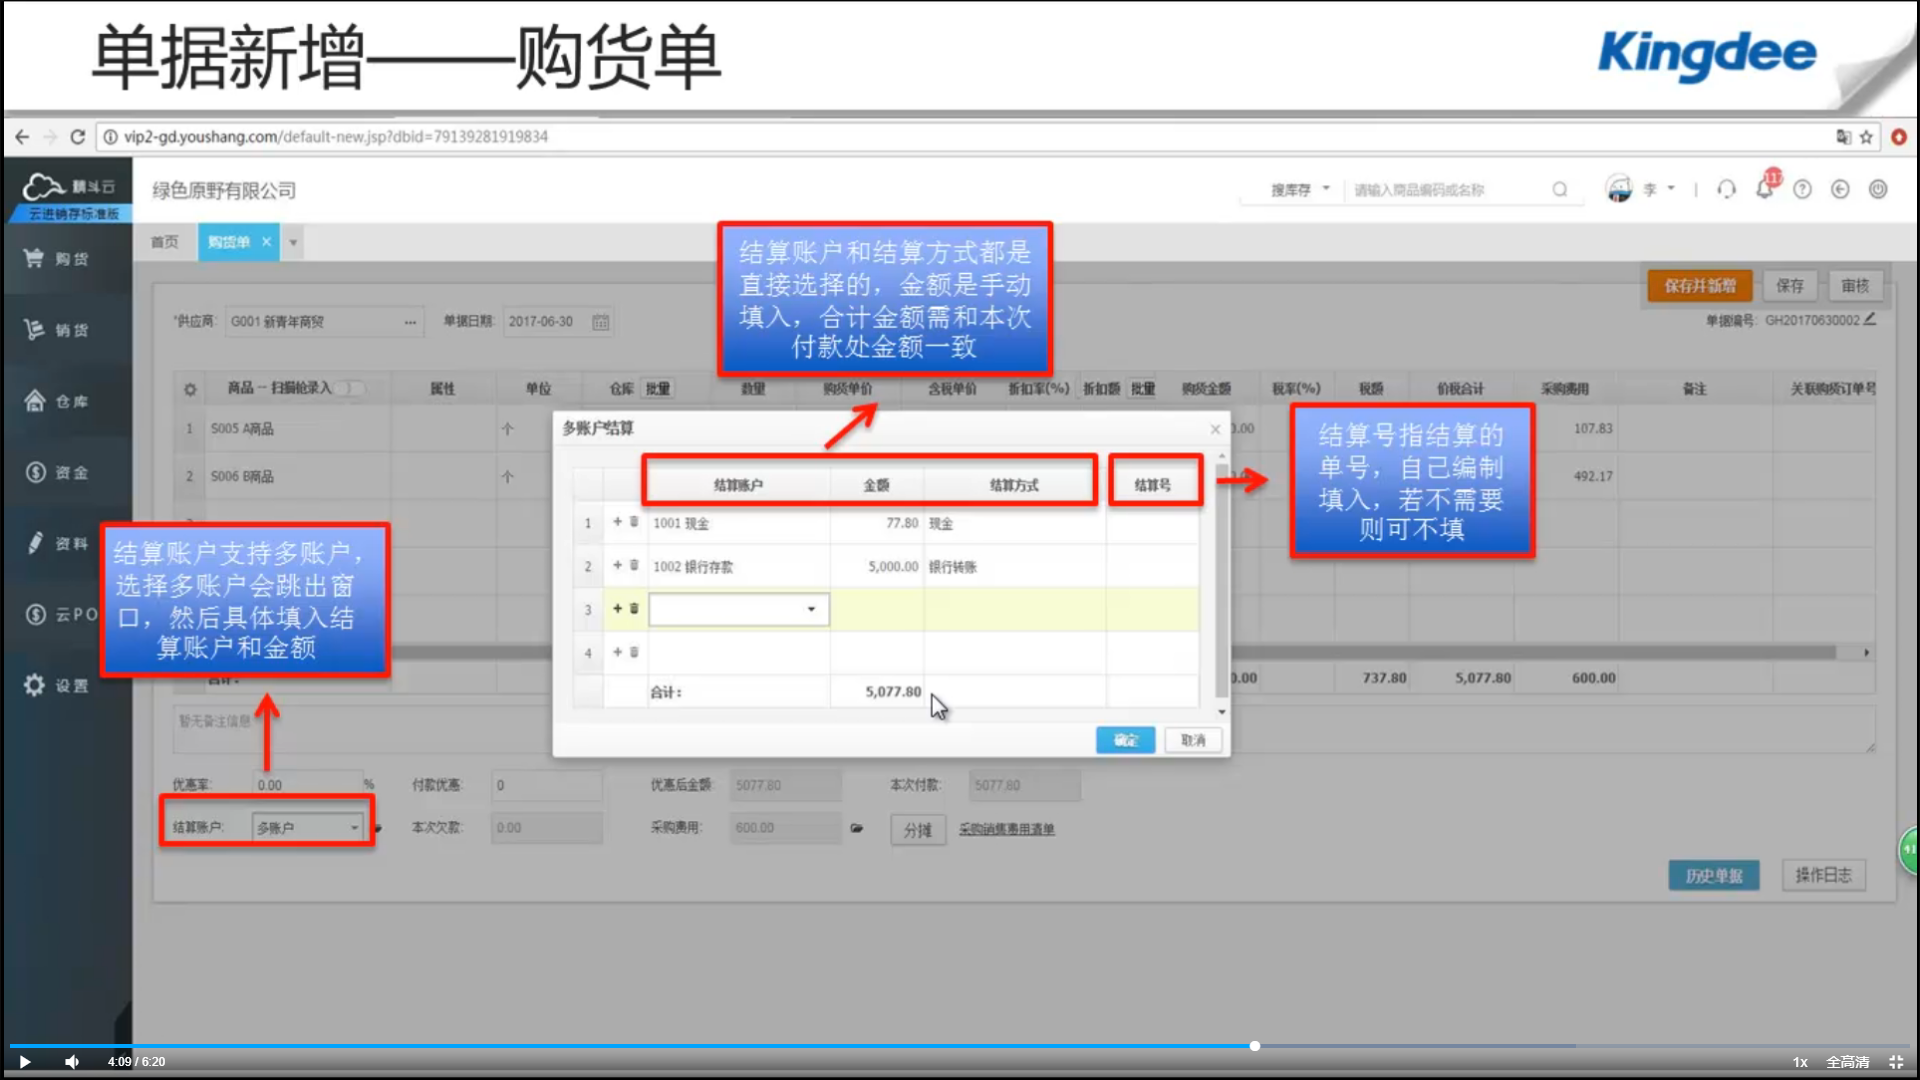 单据新增——购货单
Kingdee
vip2-gd.youshang.com/default-new.jsp?dbid=79139281919834
精斗云
云进销存标准版
绿色原野有限公司
搜库存
请输入商品编码或名称
李
117
首页
购货单
购货
销货
仓库
资金
资料
云PO
设置
结算账户和结算方式都是
直接选择的，金额是手动
填入，合计金额需和本次
付款处金额一致
保存并新增
保存
审核
*供应商:
G001 新青年商贸
单据日期:
2017-06-30
单据编号: GH20170630002
商品 -- 扫描枪录入
属性
单位
仓库 批量
数量
购货单价
含税单价
折扣率(%)
折扣额 批量
购货金额
税率(%)
税额
价税合计
采购费用
备注
关联购货订单号
1 S005 A商品 个 0.00 107.83
2 S006 B商品 个 492.17
多账户结算
结算账户 金额 结算方式 结算号
1 1001 现金 77.80 现金
2 1002 银行存款 5,000.00 银行转账
3
4
合计: 5,077.80
确定
取消
结算号指结算的
单号，自己编制
填入，若不需要
则可不填
结算账户支持多账户，
选择多账户会跳出窗
口，然后具体填入结
算账户和金额
合计: 0.00 737.80 5,077.80 600.00
暂无备注信息
优惠率: 0.00 %
付款优惠: 0
优惠后金额: 5077.80
本次付款: 5077.80
结算账户: 多账户
本次欠款: 0.00
采购费用: 600.00
分摊
采购销售费用清单
历史单据
操作日志
41
4:09 / 6:20
1x
全高清